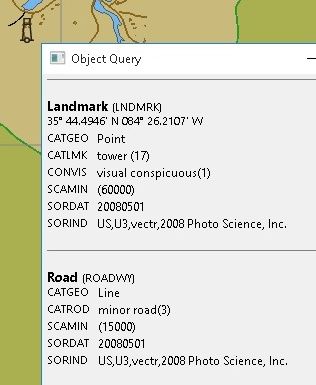 Object Query
Landmark (LNDMRK)
35° 44.4946' N 084° 26.2107' W
CATGEO Point
CATLMK tower (17)
CONVIS visual conspicuous(1)
SCAMIN (60000)
SORDAT 20080501
SORIND US,U3,vectr,2008 Photo Science, Inc.
Road (ROADWY)
CATGEO Line
CATROD minor road(3)
SCAMIN (15000)
SORDAT 20080501
SORIND US,U3,vectr,2008 Photo Science, Inc.